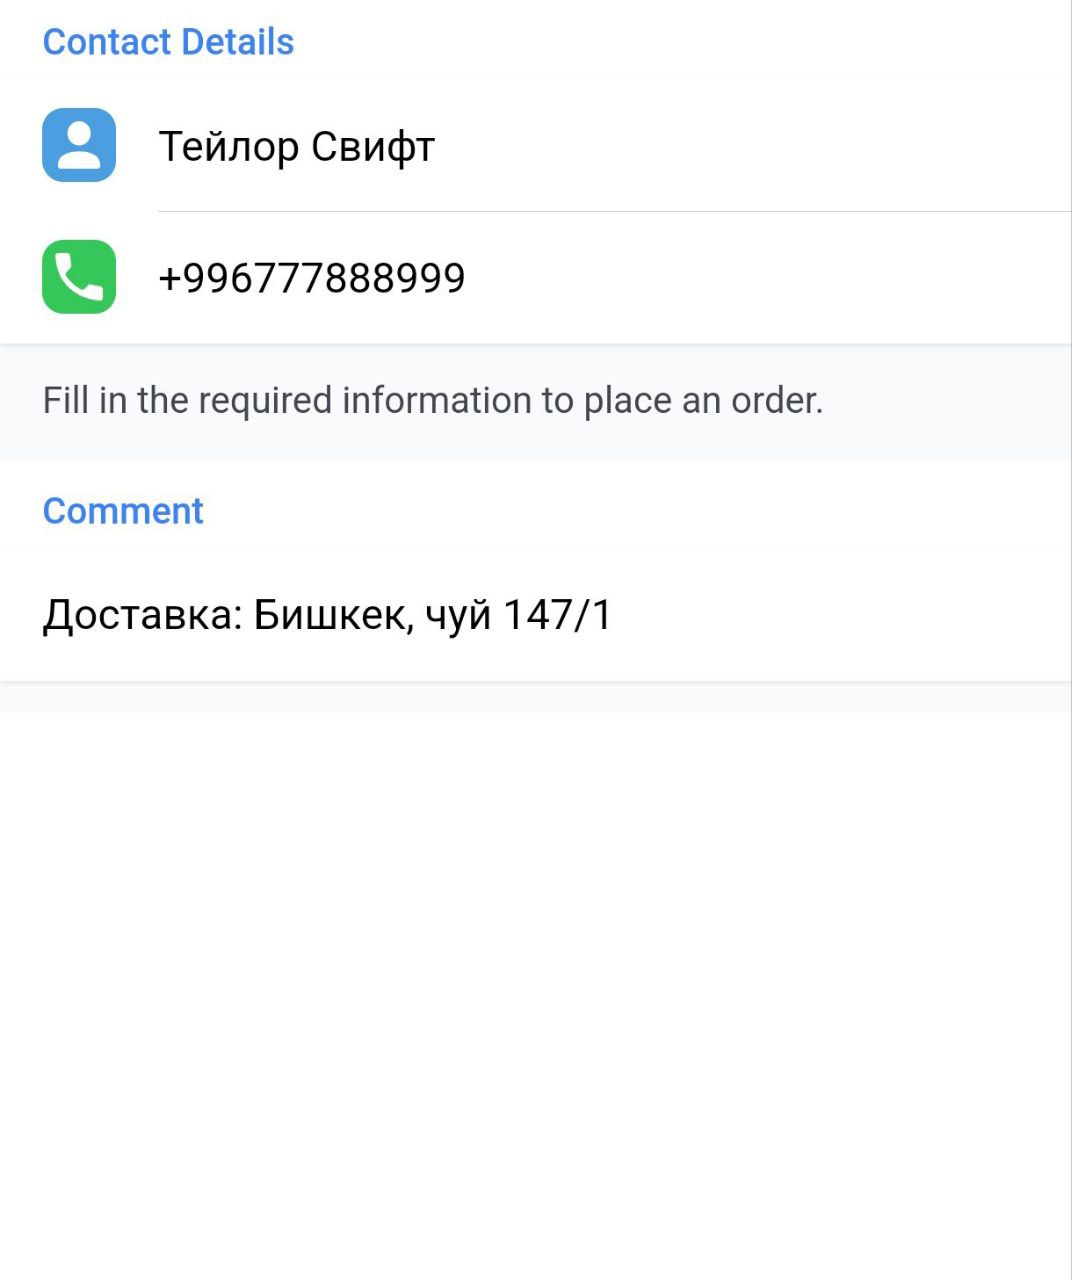 Contact Details
Тейлор Свифт
+996777888999
Fill in the required information to place an order.
Comment
Доставка: Бишкек, чуй 147/1